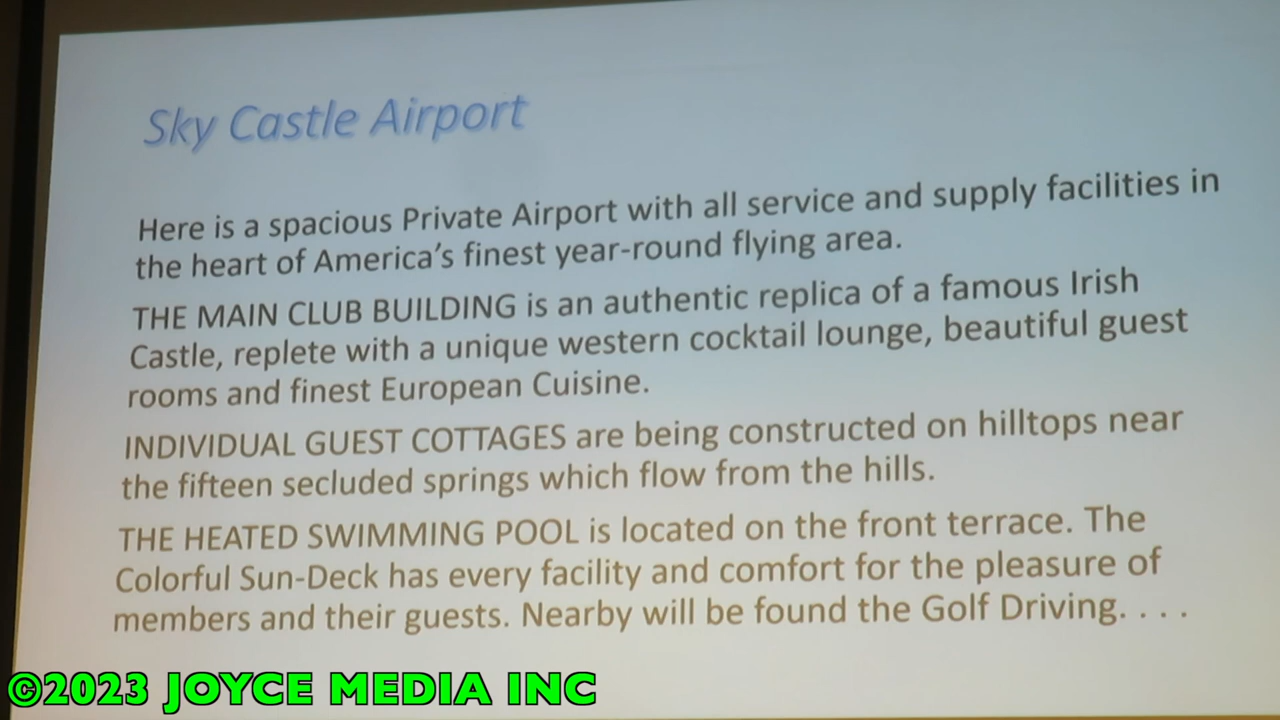 Sky Castle Airport
Here is a spacious Private Airport with all service and supply facilities in
the heart of America's finest year-round flying area.
THE MAIN CLUB BUILDING is an authentic replica of a famous Irish
Castle, replete with a unique western cocktail lounge, beautiful guest
rooms and finest European Cuisine.
INDIVIDUAL GUEST COTTAGES are being constructed on hilltops near
the fifteen secluded springs which flow from the hills.
THE HEATED SWIMMING POOL is located on the front terrace. The
Colorful Sun-Deck has every facility and comfort for the pleasure of
members and their guests. Nearby will be found the Golf Driving. . . .
©2023 JOYCE MEDIA INC